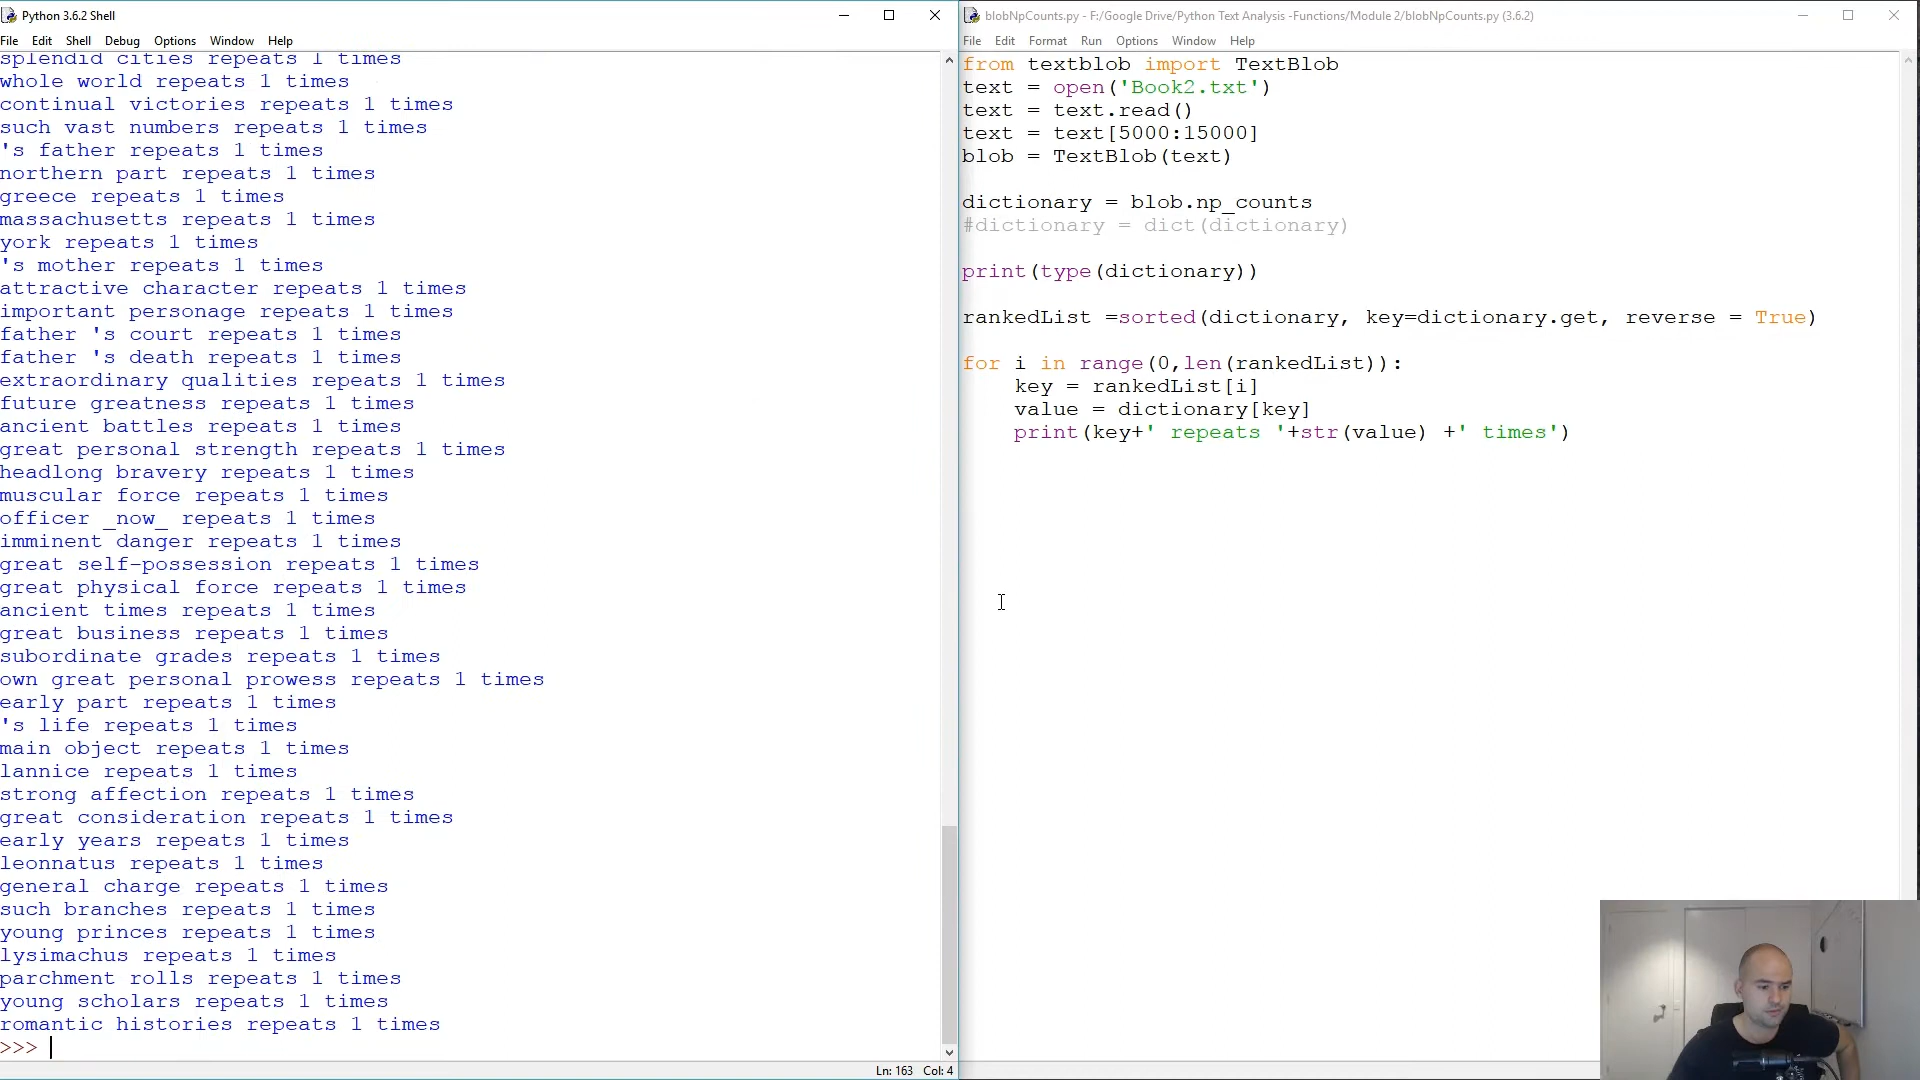 Python 3.6.2 Shell
File Edit Shell Debug Options Window Help
splendid cities repeats 1 times
whole world repeats 1 times
continual victories repeats 1 times
such vast numbers repeats 1 times
's father repeats 1 times
northern part repeats 1 times
greece repeats 1 times
massachusetts repeats 1 times
york repeats 1 times
's mother repeats 1 times
attractive character repeats 1 times
important personage repeats 1 times
father 's court repeats 1 times
father 's death repeats 1 times
extraordinary qualities repeats 1 times
future greatness repeats 1 times
ancient battles repeats 1 times
great personal strength repeats 1 times
headlong bravery repeats 1 times
muscular force repeats 1 times
officer _now_ repeats 1 times
imminent danger repeats 1 times
great self-possession repeats 1 times
great physical force repeats 1 times
ancient times repeats 1 times
great business repeats 1 times
subordinate grades repeats 1 times
own great personal prowess repeats 1 times
early part repeats 1 times
's life repeats 1 times
main object repeats 1 times
lannice repeats 1 times
strong affection repeats 1 times
great consideration repeats 1 times
early years repeats 1 times
leonnatus repeats 1 times
general charge repeats 1 times
such branches repeats 1 times
young princes repeats 1 times
lysimachus repeats 1 times
parchment rolls repeats 1 times
young scholars repeats 1 times
romantic histories repeats 1 times
>>>
Ln: 163 Col: 4
blobNpCounts.py - F:/Google Drive/Python Text Analysis -Functions/Module 2/blobNpCounts.py (3.6.2)
File Edit Format Run Options Window Help
from textblob import TextBlob
text = open('Book2.txt')
text = text.read()
text = text[5000:15000]
blob = TextBlob(text)
dictionary = blob.np_counts
#dictionary = dict(dictionary)
print(type(dictionary))
rankedList =sorted(dictionary, key=dictionary.get, reverse = True)
for i in range(0,len(rankedList)):
    key = rankedList[i]
    value = dictionary[key]
    print(key+' repeats '+str(value) +' times')